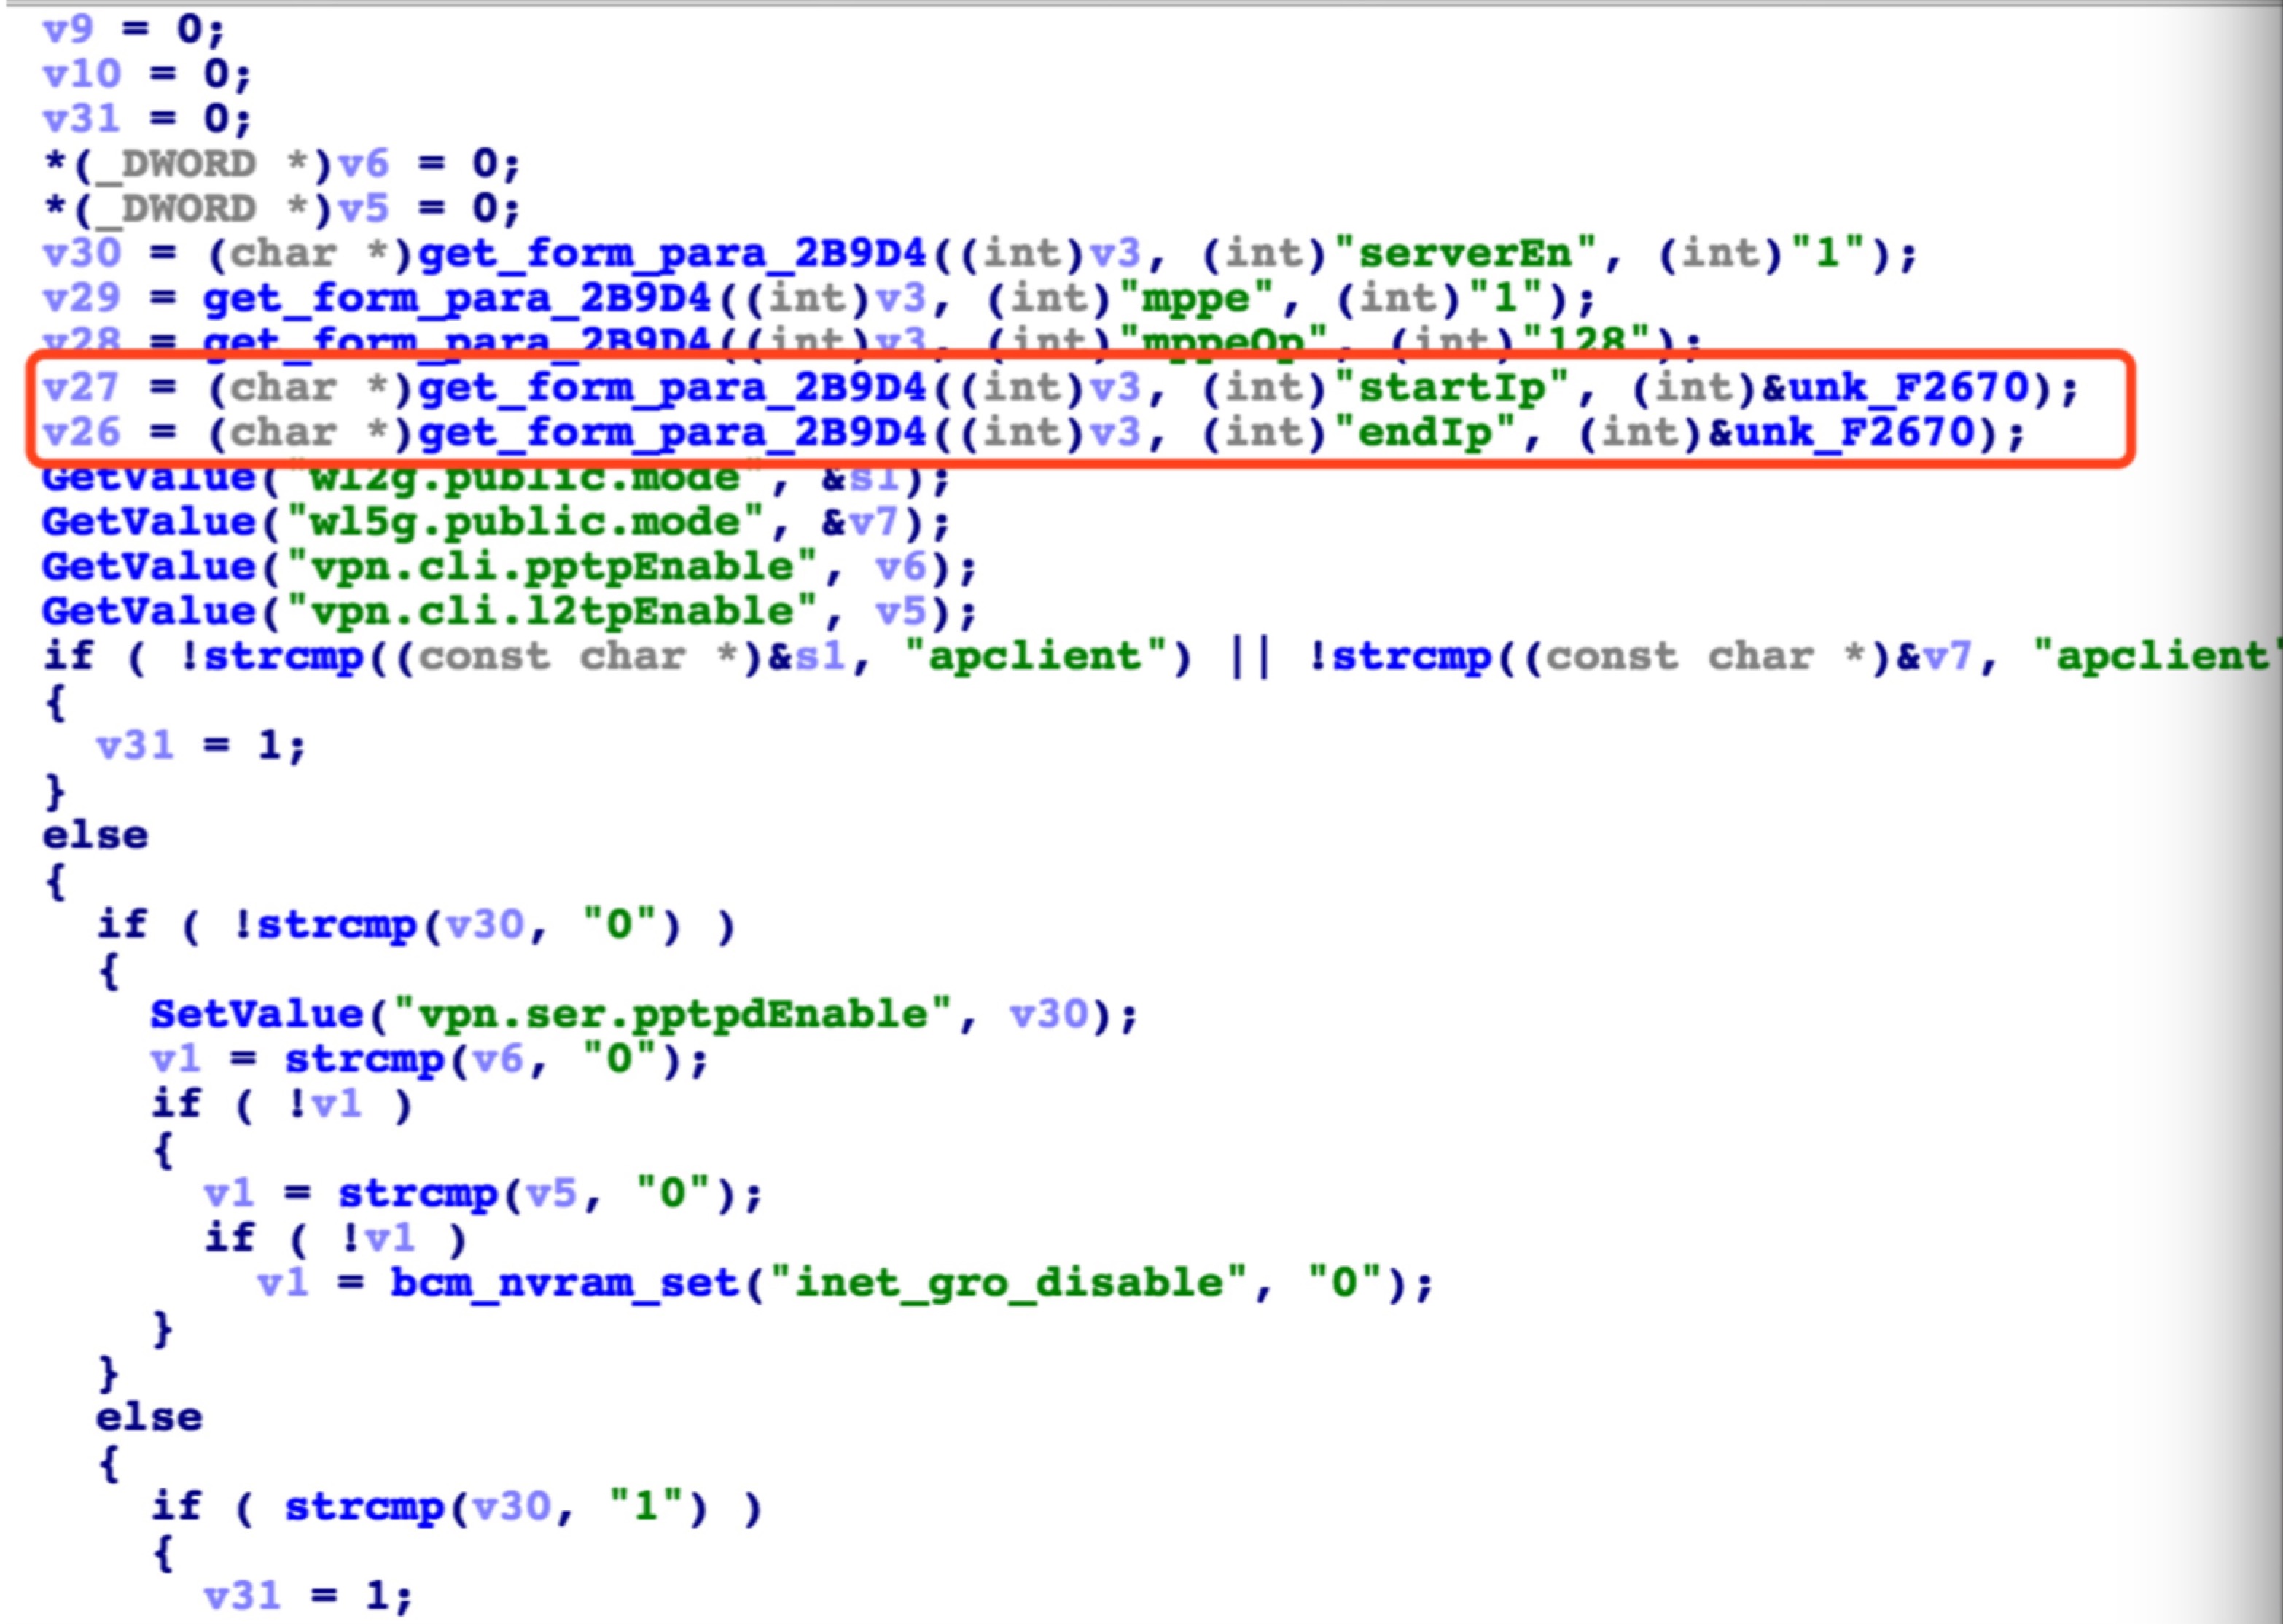 v9 = 0;
v10 = 0;
v31 = 0;
*(_DWORD *)v6 = 0;
*(_DWORD *)v5 = 0;
v30 = (char *)get_form_para_2B9D4((int)v3, (int)"serverEn", (int)"1");
v29 = get_form_para_2B9D4((int)v3, (int)"mppe", (int)"1");
v28 = get_form_para_2B9D4((int)v3, (int)"mppeOp", (int)"128");
v27 = (char *)get_form_para_2B9D4((int)v3, (int)"startIp", (int)&unk_F2670);
v26 = (char *)get_form_para_2B9D4((int)v3, (int)"endIp", (int)&unk_F2670);
GetValue("wl2g.public.mode", &s1);
GetValue("wl5g.public.mode", &v7);
GetValue("vpn.cli.pptpEnable", v6);
GetValue("vpn.cli.l2tpEnable", v5);
if ( !strcmp((const char *)&s1, "apclient") || !strcmp((const char *)&v7, "apclient"
{
  v31 = 1;
}
else
{
  if ( !strcmp(v30, "0") )
  {
    SetValue("vpn.ser.pptpdEnable", v30);
    v1 = strcmp(v6, "0");
    if ( !v1 )
    {
      v1 = strcmp(v5, "0");
      if ( !v1 )
        v1 = bcm_nvram_set("inet_gro_disable", "0");
    }
  }
  else
  {
    if ( strcmp(v30, "1") )
    {
      v31 = 1;